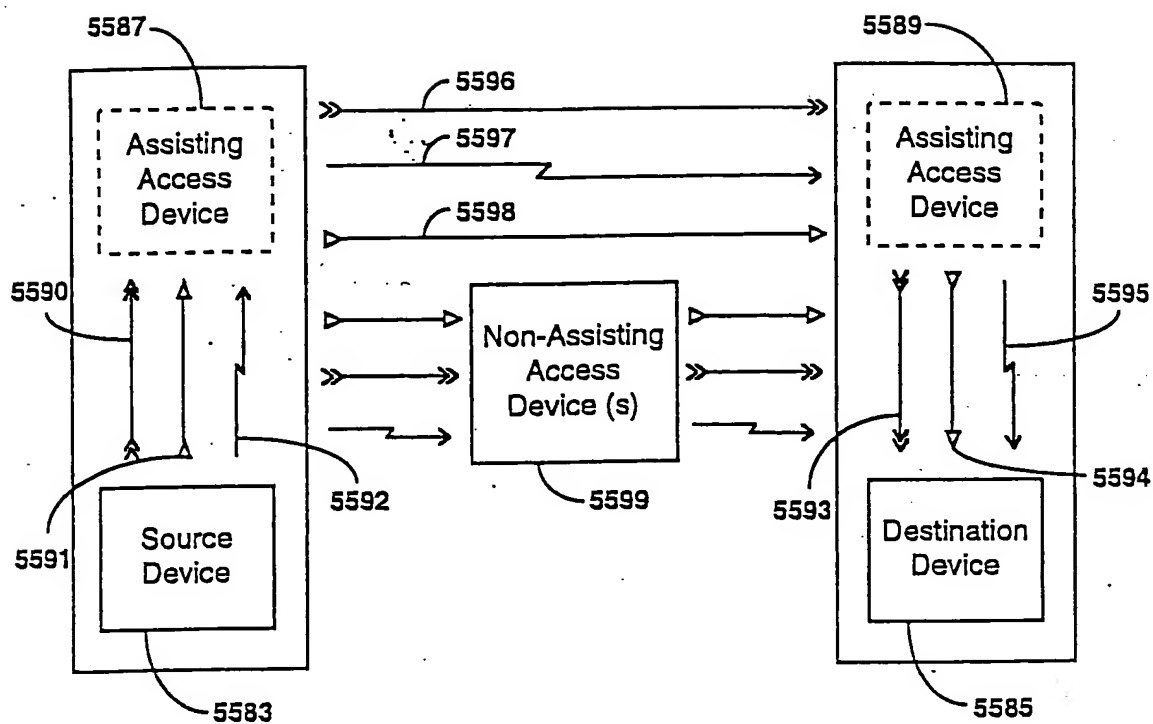 5587
5589
5596
5597
5598
Assisting
Access
Device
Assisting
Access
Device
5590
5595
Non-Assisting
Access
Device (s)
5591
5592
5599
5593
5594
Source
Device
Destination
Device
5583
5585